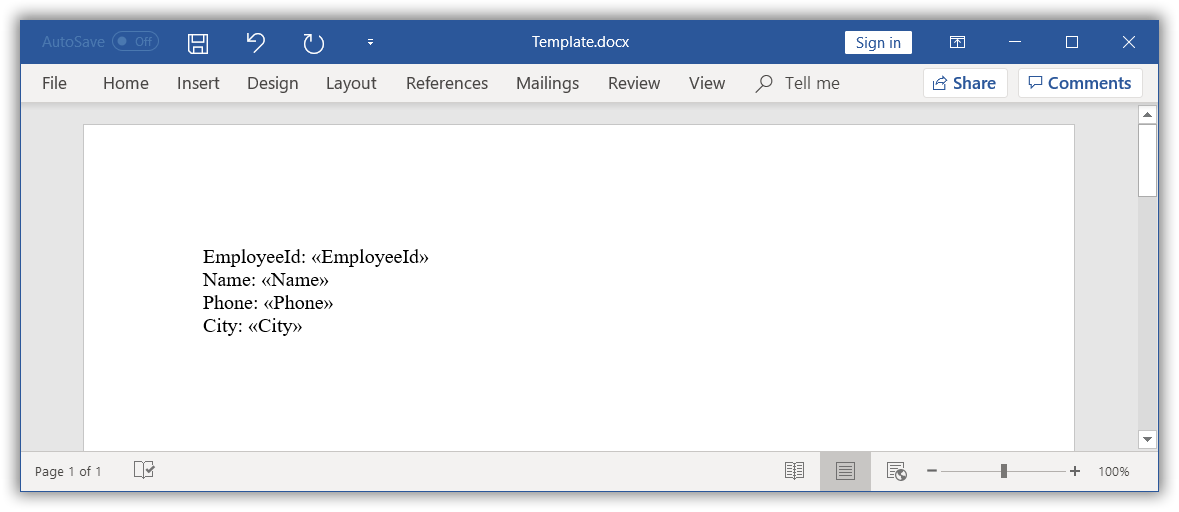 AutoSave Off Template.docx Sign in
File Home Insert Design Layout References Mailings Review View Tell me Share Comments
EmployeeId: «EmployeeId»
Name: «Name»
Phone: «Phone»
City: «City»
Page 1 of 1 100%